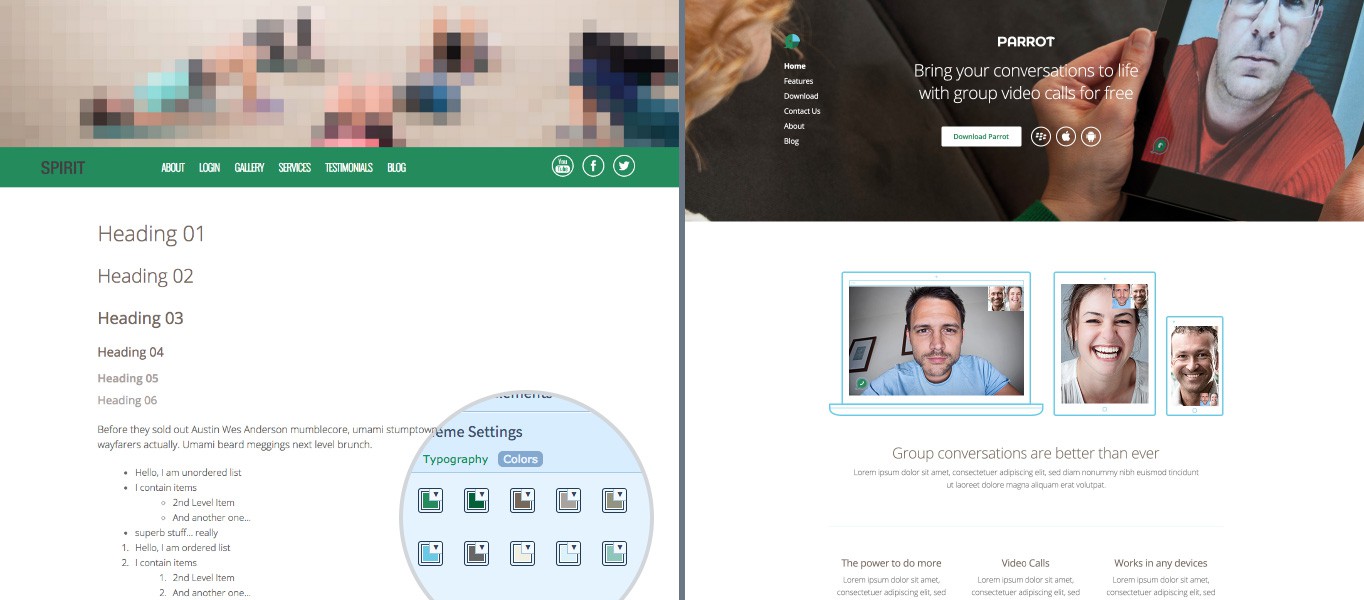 SPIRIT
ABOUT LOGIN GALLERY SERVICES TESTIMONIALS BLOG
You Tube
Heading 01
Heading 02
Heading 03
Heading 04
Heading 05
Heading 06
Before they sold out Austin Wes Anderson mumblecore, umami stumptown
wayfarers actually. Umami beard meggings next level brunch.
• Hello, I am unordered list
• I contain items
◦ 2nd Level Item
◦ And another one...
• superb stuff... really
1. Hello, I am ordered list
2. I contain items
1. 2nd Level Item
2. And another one...
eme Settings
Typography Colors
PARROT
Bring your conversations to life
with group video calls for free
Download Parrot
Home
Features
Download
Contact Us
About
Blog
Group conversations are better than ever
Lorem ipsum dolor sit amet, consectetuer adipiscing elit, sed diam nonummy nibh euismod tincidunt
ut laoreet dolore magna aliquam erat volutpat.
The power to do more
Lorem ipsum dolor sit amet,
consectetuer adipiscing elit, sed
Video Calls
Lorem ipsum dolor sit amet,
consectetuer adipiscing elit, sed
Works in any devices
Lorem ipsum dolor sit amet,
consectetuer adipiscing elit, sed